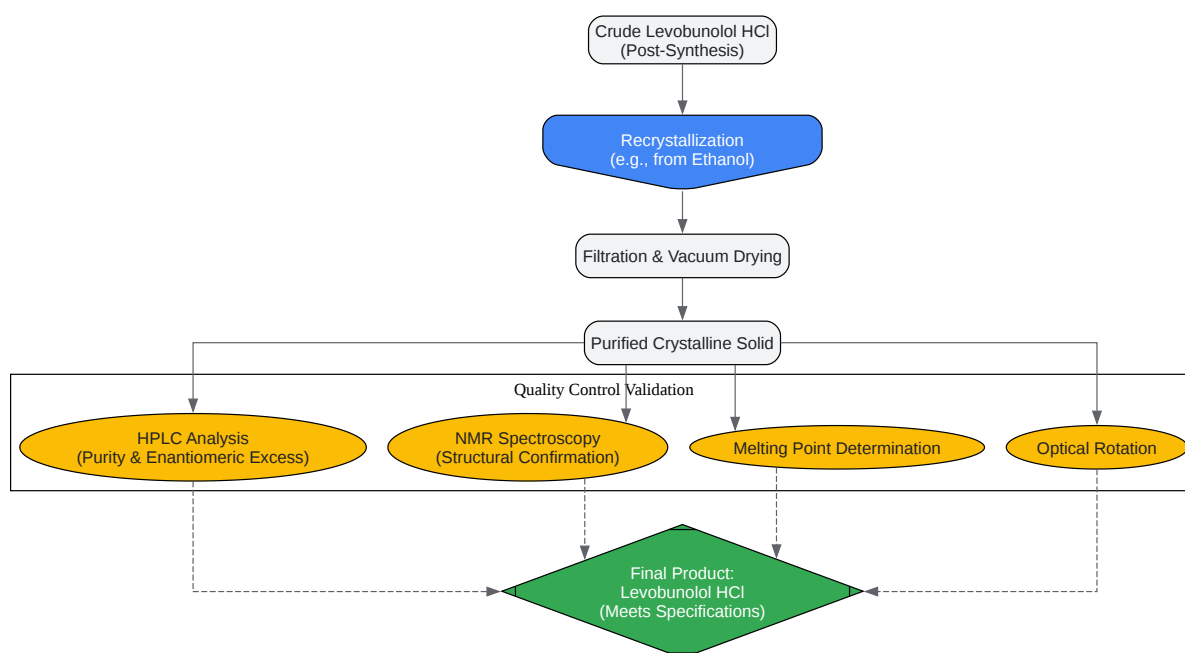 Crude Levobunolol HCl
(Post-Synthesis)
Recrystallization
(e.g., from Ethanol)
Filtration & Vacuum Drying
Purified Crystalline Solid
Quality Control Validation
HPLC Analysis
(Purity & Enantiomeric Excess)
NMR Spectroscopy
(Structural Confirmation)
Melting Point Determination
Optical Rotation
Final Product:
Levobunolol HCl
(Meets Specifications)